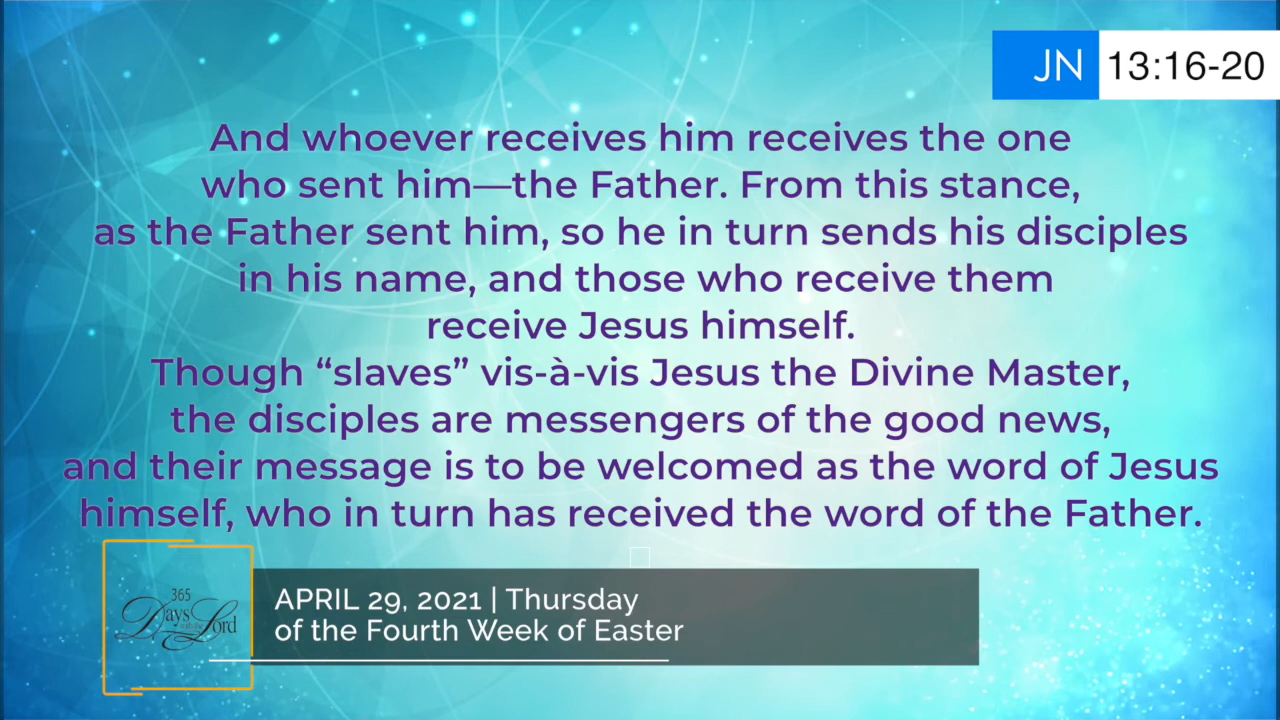 JN 13:16-20
And whoever receives him receives the one
who sent him—the Father. From this stance,
as the Father sent him, so he in turn sends his disciples
in his name, and those who receive them
receive Jesus himself.
Though “slaves” vis-à-vis Jesus the Divine Master,
the disciples are messengers of the good news,
and their message is to be welcomed as the word of Jesus
himself, who in turn has received the word of the Father.
365
Days with the Lord
APRIL 29, 2021 | Thursday
of the Fourth Week of Easter